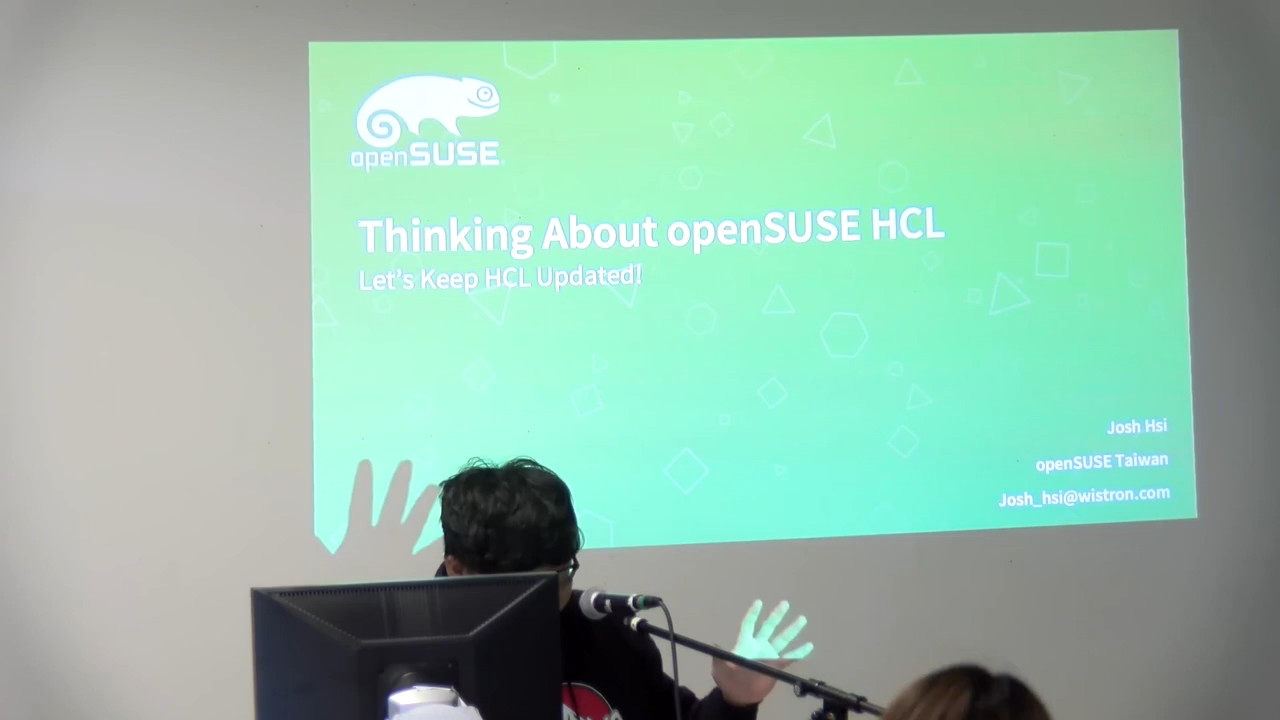 openSUSE
Thinking About openSUSE HCL
Let's Keep HCL Updated!
Josh Hsi
openSUSE Taiwan
Josh_hsi@wistron.com